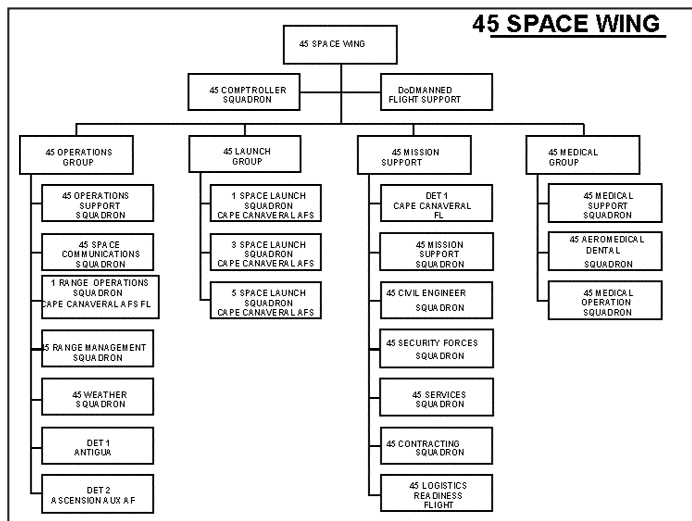 45 SPACE WING
45 SPACE WING
45 COMPTROLLER
SQUADRON
DoDMANNED
FLIGHT SUPPORT
45 OPERATIONS
GROUP
45 LAUNCH
GROUP
45 MISSION
SUPPORT
45 MEDICAL
GROUP
45 OPERATIONS
SUPPORT
SQUADRON
45 SPACE
COMMUNICATIONS
SQUADRON
1 RANGE OPERATIONS
SQUADRON
CAPE CANAVERAL AFS FL
45 RANGE MANAGEMENT
SQUADRON
45 WEATHER
SQUADRON
DET 1
ANTIGUA
DET 2
ASCENSION AUX AF
1 SPACE LAUNCH
SQUADRON
CAPE CANAVERAL AFS
3 SPACE LAUNCH
SQUADRON
CAPE CANAVERAL AFS
5 SPACE LAUNCH
SQUADRON
CAPE CANAVERAL AFS
DET 1
CAPE CANAVERAL
FL
45 MISSION
SUPPORT
SQUADRON
45 CIVIL ENGINEER
SQUADRON
45 SECURITY FORCES
SQUADRON
45 SERVICES
SQUADRON
45 CONTRACTING
SQUADRON
45 LOGISTICS
READINESS
FLIGHT
45 MEDICAL
SUPPORT
SQUADRON
45 AEROMEDICAL
DENTAL
SQUADRON
45 MEDICAL
OPERATION
SQUADRON